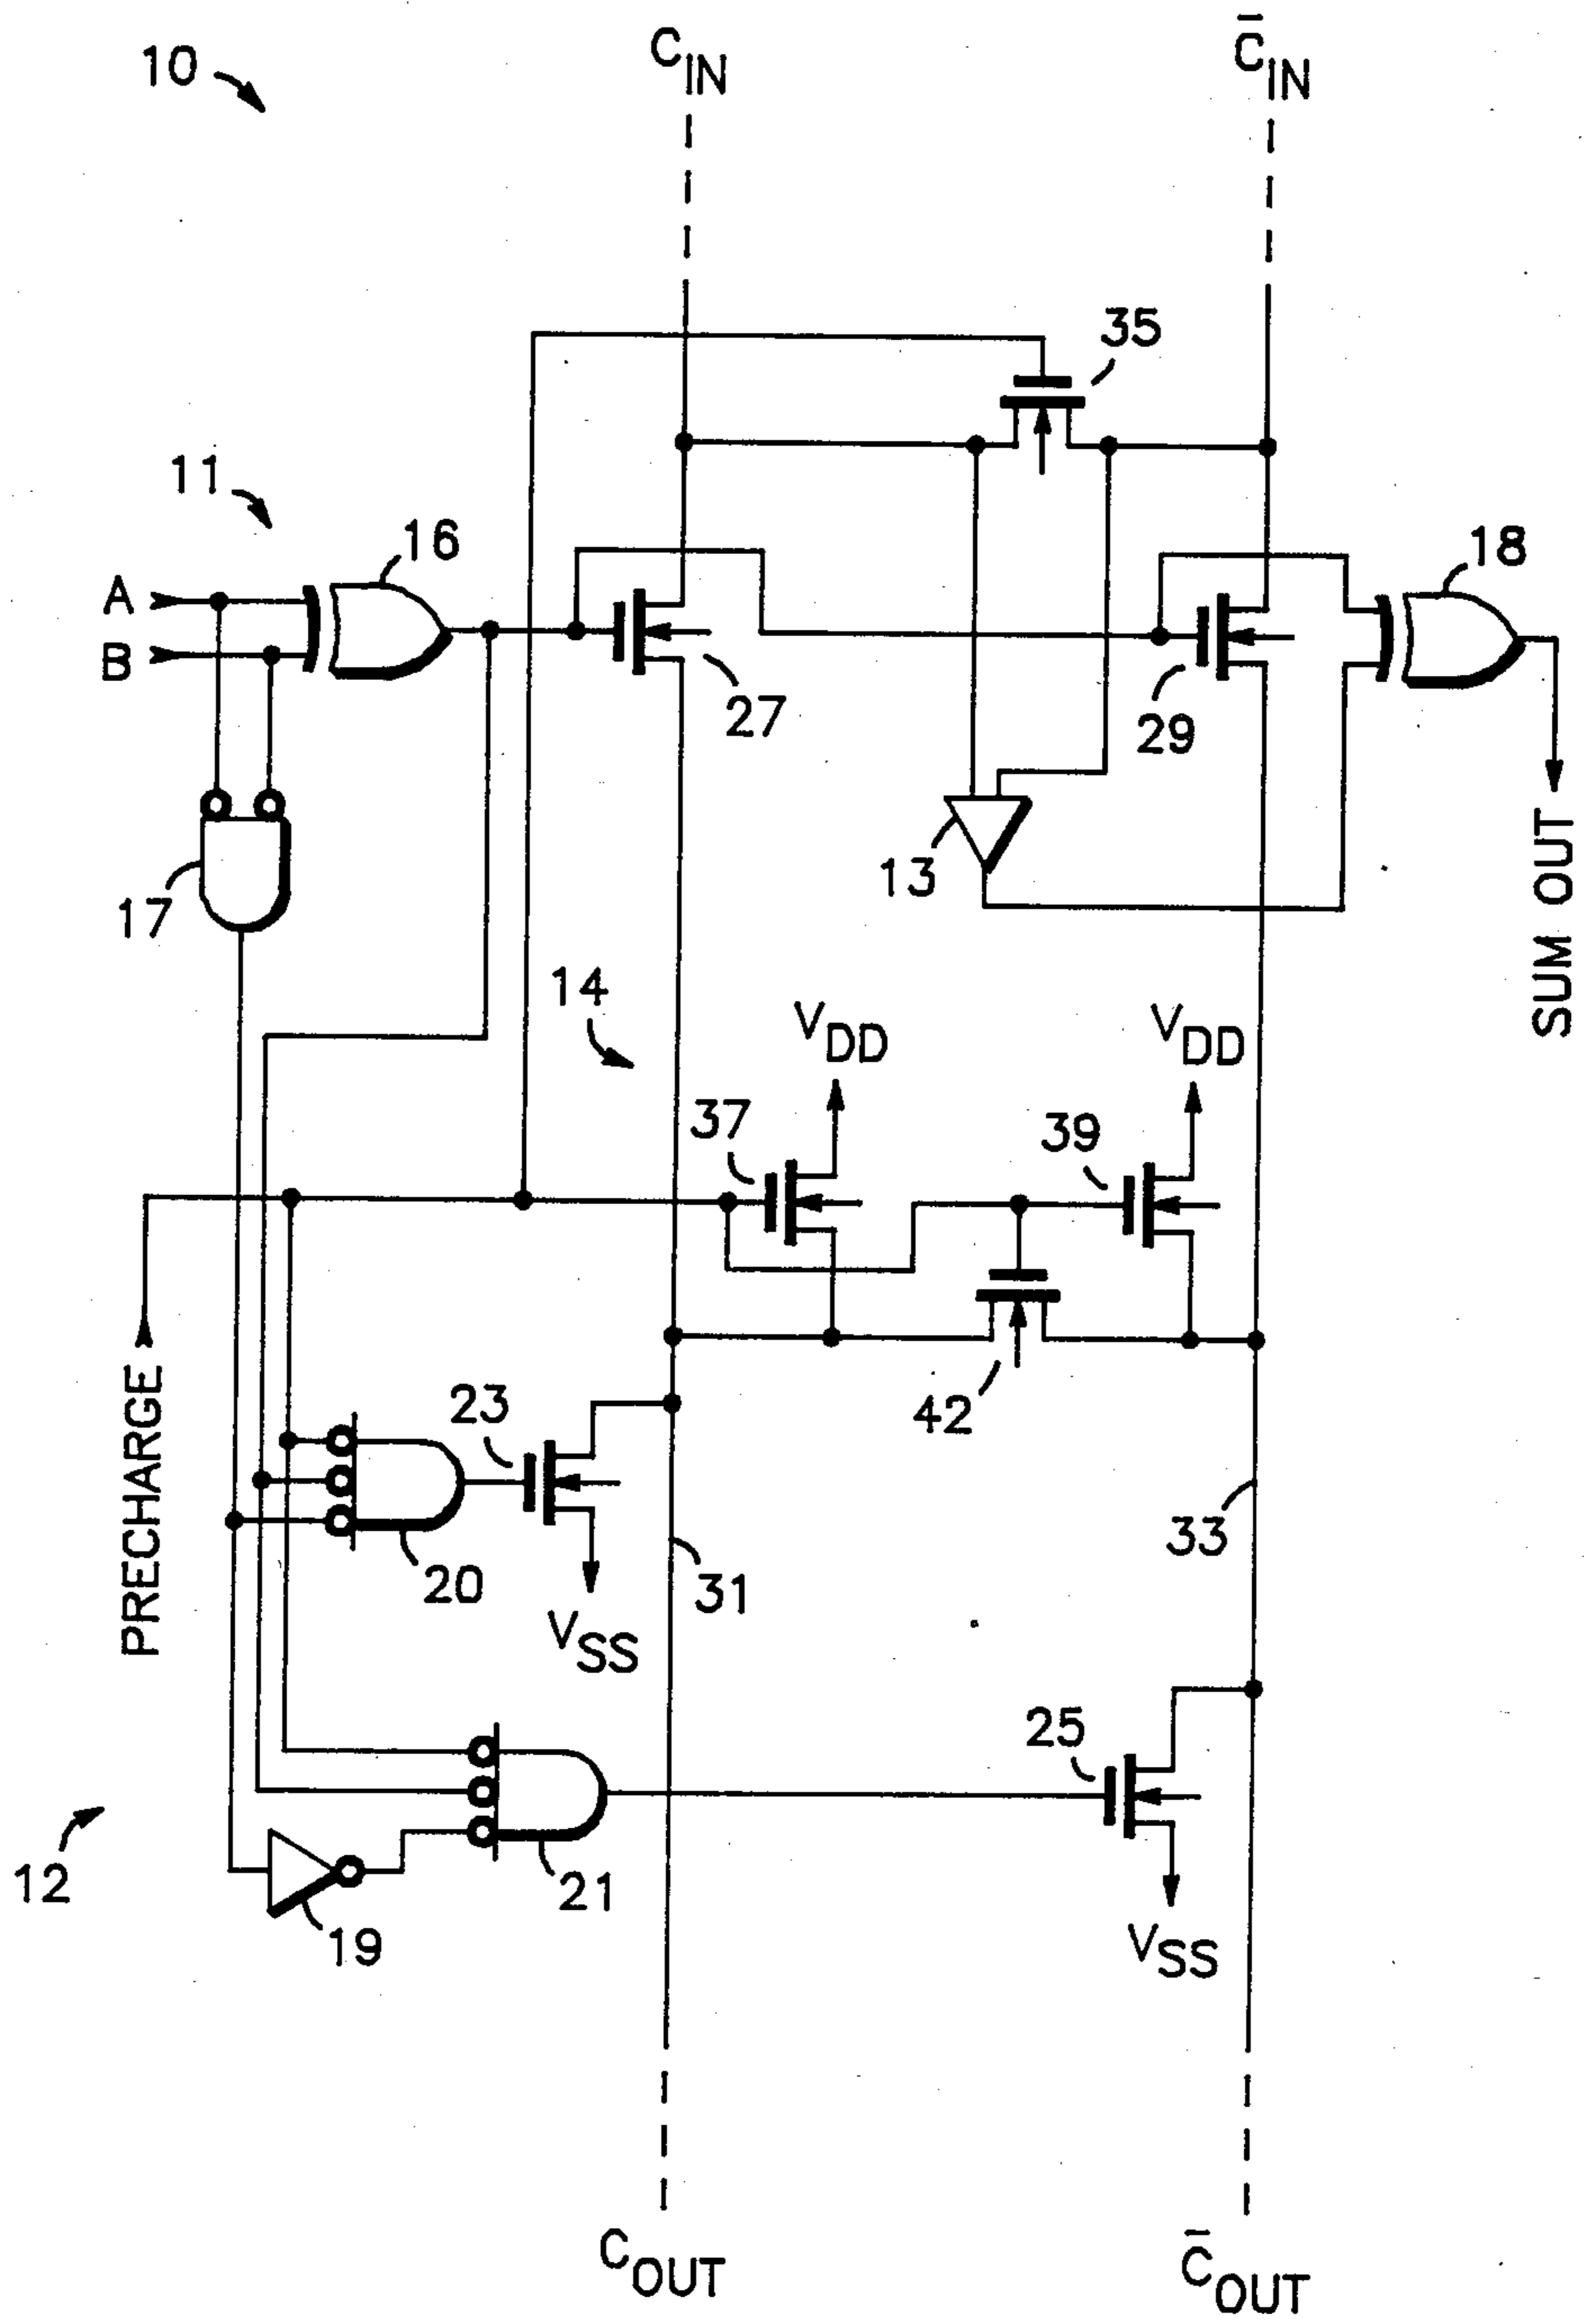 10
C_IN
C̄_IN
35
11
16
18
A
B
27
29
13
17
SUM OUT
14
V_DD
V_DD
37
39
42
PRECHARGE
23
33
20
31
V_SS
25
12
21
19
V_SS
C_OUT
C̄_OUT